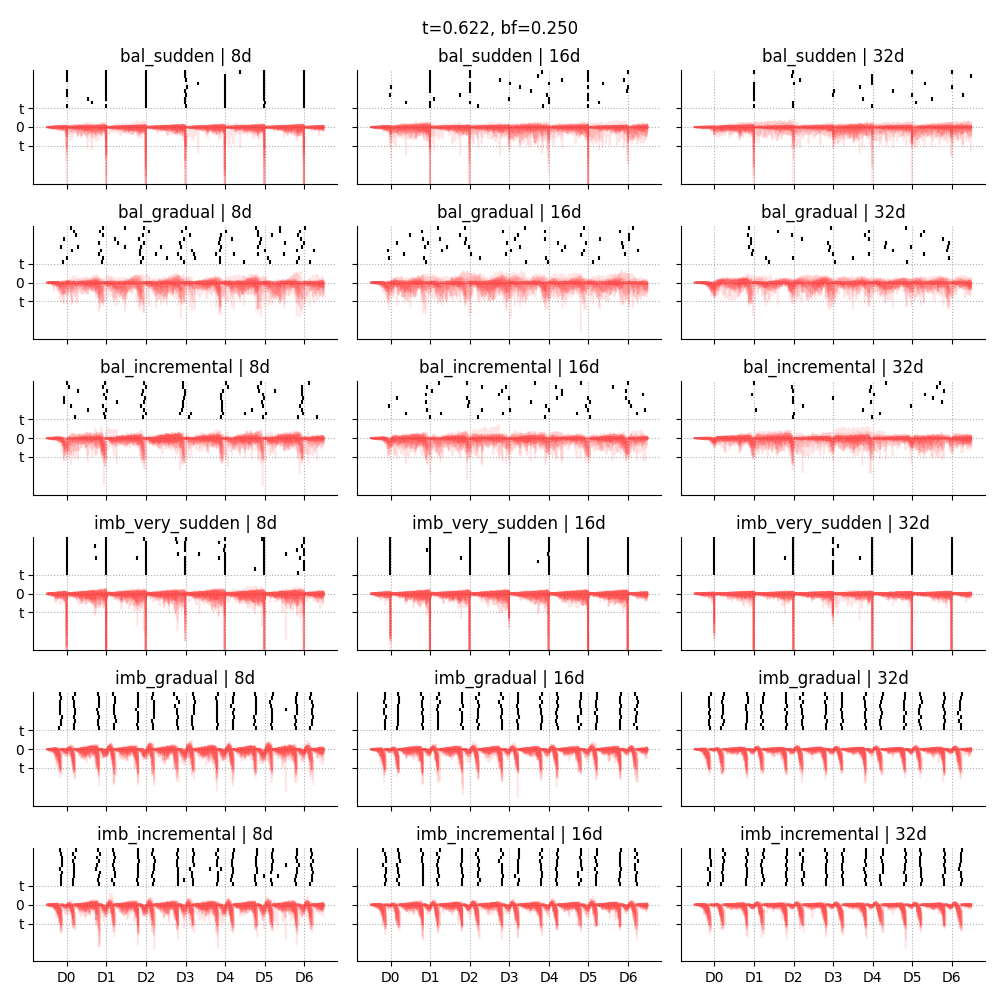 t=0.622, bf=0.250
bal_sudden | 8d
bal_sudden | 16d
bal_sudden | 32d
t
0
t
bal_gradual | 8d
bal_gradual | 16d
bal_gradual | 32d
t
0
t
bal_incremental | 8d
bal_incremental | 16d
bal_incremental | 32d
t
0
t
imb_very_sudden | 8d
imb_very_sudden | 16d
imb_very_sudden | 32d
t
0
t
imb_gradual | 8d
imb_gradual | 16d
imb_gradual | 32d
t
0
t
imb_incremental | 8d
imb_incremental | 16d
imb_incremental | 32d
t
0
t
D0 D1 D2 D3 D4 D5 D6
D0 D1 D2 D3 D4 D5 D6
D0 D1 D2 D3 D4 D5 D6